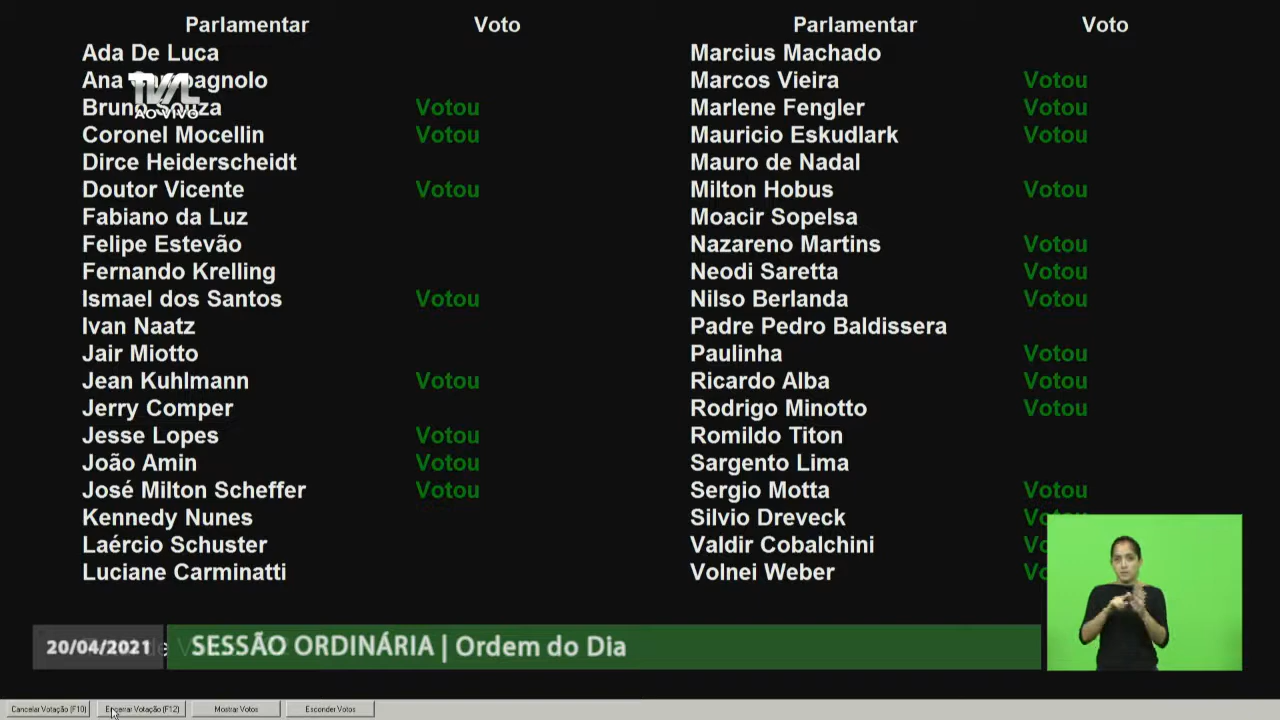 Parlamentar Voto Parlamentar Voto
Ada De Luca Marcius Machado
Ana Marcos Vieira Votou
Bruno Souza Votou Marlene Fengler Votou
Coronel Mocellin Votou Mauricio Eskudlark Votou
Dirce Heiderscheidt Mauro de Nadal
Doutor Vicente Votou Milton Hobus Votou
Fabiano da Luz Moacir Sopelsa
Felipe Estevão Nazareno Martins Votou
Fernando Krelling Neodi Saretta Votou
Ismael dos Santos Votou Nilso Berlanda Votou
Ivan Naatz Padre Pedro Baldissera
Jair Miotto Paulinha Votou
Jean Kuhlmann Votou Ricardo Alba Votou
Jerry Comper Rodrigo Minotto Votou
Jesse Lopes Votou Romildo Titon
João Amin Votou Sargento Lima
José Milton Scheffer Votou Sergio Motta Votou
Kennedy Nunes Silvio Dreveck
Laércio Schuster Valdir Cobalchini
Luciane Carminatti Volnei Weber
TVAL
AO VIVO
20/04/2021 SESSÃO ORDINÁRIA | Ordem do Dia
Cancelar Votação (F10) Encerrar Votação (F12) Mostrar Votos Esconder Votos